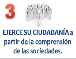 3
EJERCE SU CIUDADANÍA a
partir de la comprensión
de las sociedades.